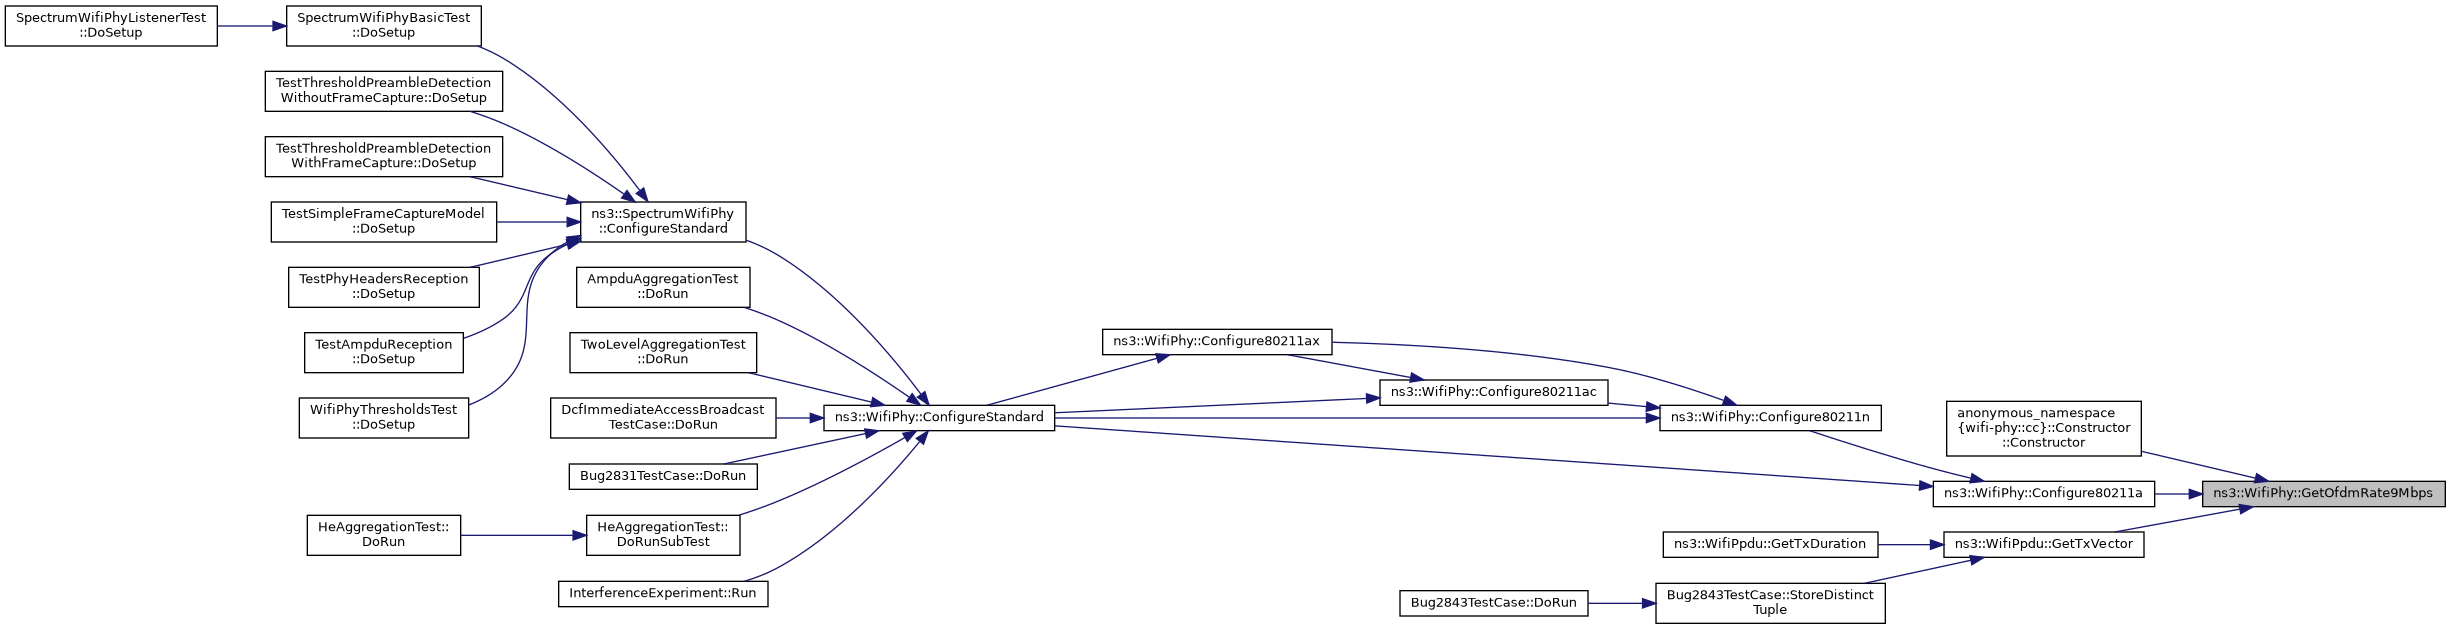 SpectrumWifiPhyListenerTest
::DoSetup
SpectrumWifiPhyBasicTest
::DoSetup
TestThresholdPreambleDetection
WithoutFrameCapture::DoSetup
TestThresholdPreambleDetection
WithFrameCapture::DoSetup
TestSimpleFrameCaptureModel
::DoSetup
ns3::SpectrumWifiPhy
::ConfigureStandard
TestPhyHeadersReception
::DoSetup
AmpduAggregationTest
::DoRun
TestAmpduReception
::DoSetup
TwoLevelAggregationTest
::DoRun
ns3::WifiPhy::Configure80211ax
ns3::WifiPhy::Configure80211ac
WifiPhyThresholdsTest
::DoSetup
DcfImmediateAccessBroadcast
TestCase::DoRun
ns3::WifiPhy::ConfigureStandard
ns3::WifiPhy::Configure80211n
anonymous_namespace
{wifi-phy::cc}::Constructor
::Constructor
Bug2831TestCase::DoRun
ns3::WifiPhy::Configure80211a
ns3::WifiPhy::GetOfdmRate9Mbps
HeAggregationTest::
DoRun
HeAggregationTest::
DoRunSubTest
ns3::WifiPpdu::GetTxDuration
ns3::WifiPpdu::GetTxVector
InterferenceExperiment::Run
Bug2843TestCase::DoRun
Bug2843TestCase::StoreDistinct
Tuple